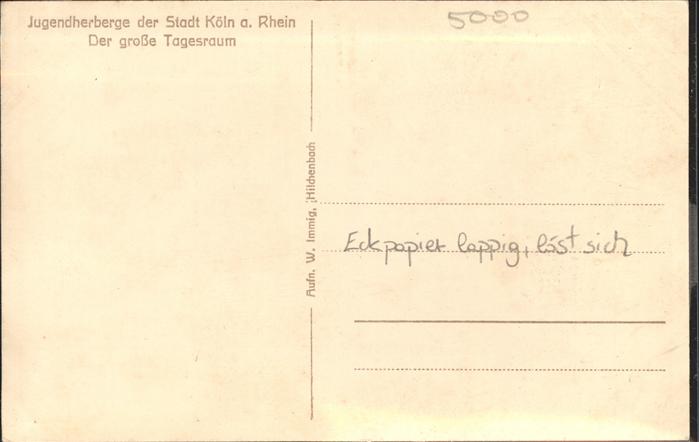 Jugendherberge der Stadt Köln a. Rhein
Der große Tagesraum
5000
Aufn. W. Immig, Hilchenbach
Eckpapier lappig, löst sich